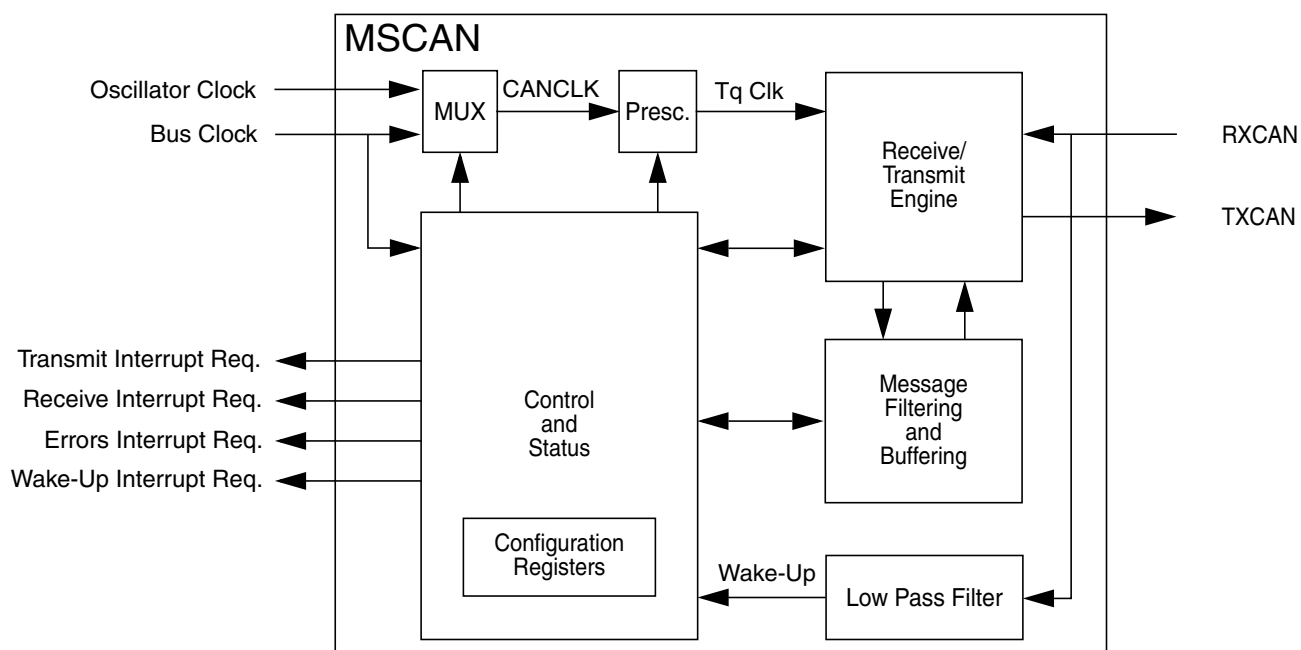 MSCAN
Oscillator Clock
Bus Clock
MUX
CANCLK
Presc.
Tq Clk
Receive/
Transmit
Engine
RXCAN
TXCAN
Transmit Interrupt Req.
Receive Interrupt Req.
Errors Interrupt Req.
Wake-Up Interrupt Req.
Control
and
Status
Message
Filtering
and
Buffering
Configuration
Registers
Wake-Up
Low Pass Filter